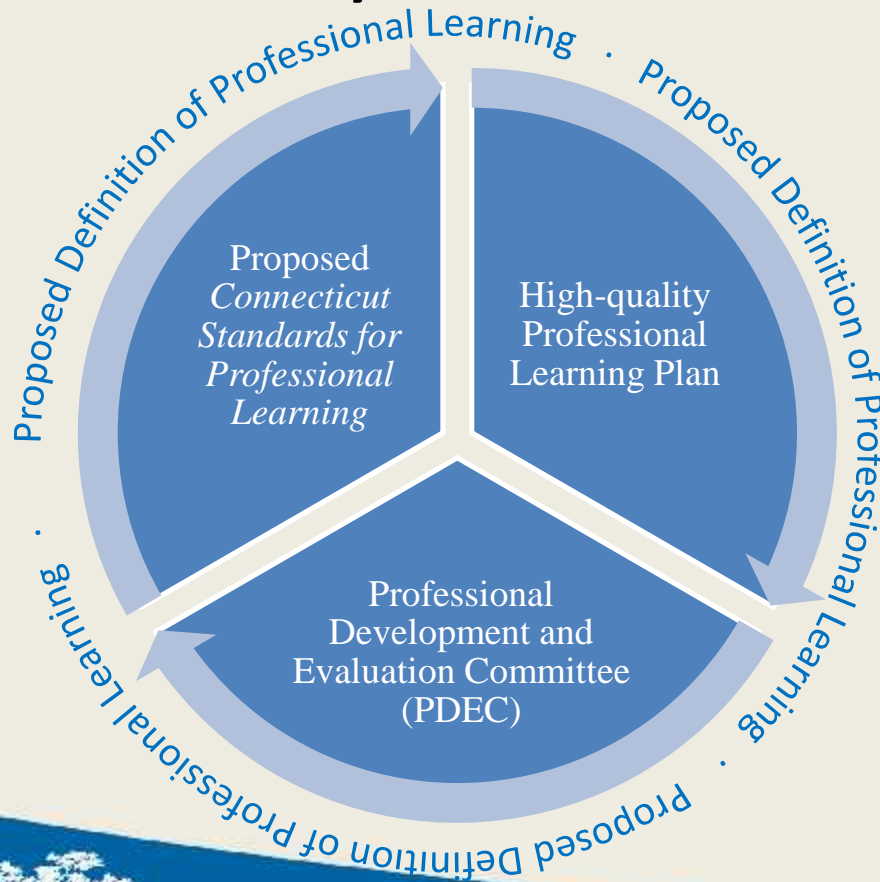 Proposed Definition of Professional Learning · Proposed Definition of Professional Learning · Proposed Definition of Professional Learning ·
Proposed
Connecticut
Standards for
Professional
Learning
High-quality
Professional
Learning Plan
Professional
Development and
Evaluation Committee
(PDEC)